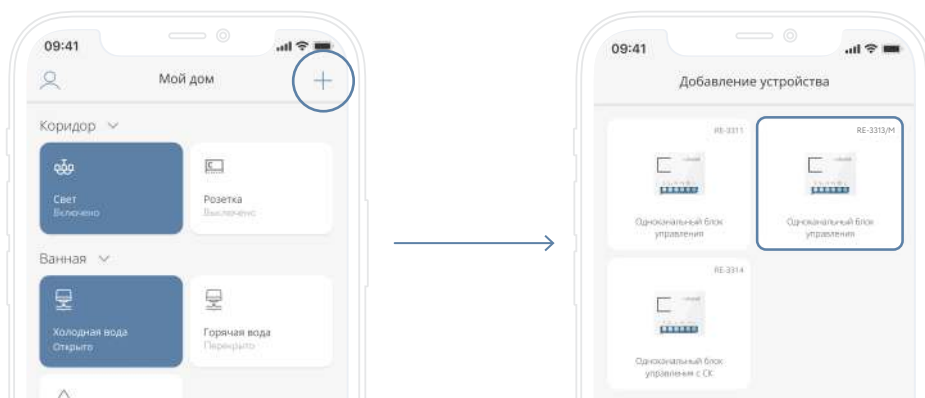 09:41
Мой дом
Коридор
Свет
Включено
Розетка
Выключено
Ванная
Холодная вода
Открыто
Горячая вода
Перекрыто
09:41
Добавление устройства
RE-3311
Одноканальный блок
управления
RE-3313/M
Одноканальный блок
управления
RE-3314
Одноканальный блок
управления с СК